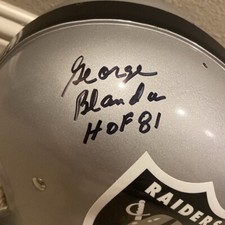 George
Blanda
HOF 81
RAIDERS